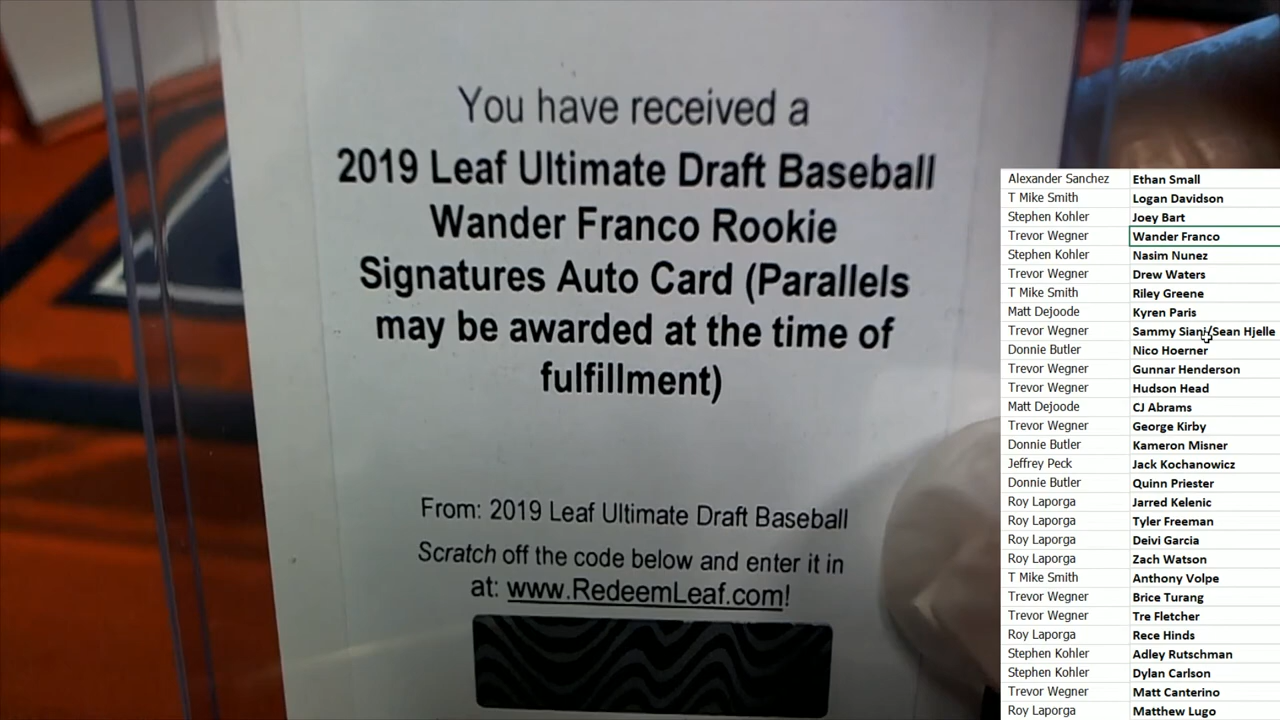 You have received a
2019 Leaf Ultimate Draft Baseball
Wander Franco Rookie
Signatures Auto Card (Parallels
may be awarded at the time of
fulfillment)
From: 2019 Leaf Ultimate Draft Baseball
Scratch off the code below and enter it in
at: www.RedeemLeaf.com!
Alexander Sanchez Ethan Small
T Mike Smith Logan Davidson
Stephen Kohler Joey Bart
Trevor Wegner Wander Franco
Stephen Kohler Nasim Nunez
Trevor Wegner Drew Waters
T Mike Smith Riley Greene
Matt Dejoode Kyren Paris
Trevor Wegner Sammy Siani/Sean Hjelle
Donnie Butler Nico Hoerner
Trevor Wegner Gunnar Henderson
Trevor Wegner Hudson Head
Matt Dejoode CJ Abrams
Trevor Wegner George Kirby
Donnie Butler Kameron Misner
Jeffrey Peck Jack Kochanowicz
Donnie Butler Quinn Priester
Roy Laporga Jarred Kelenic
Roy Laporga Tyler Freeman
Roy Laporga Deivi Garcia
Roy Laporga Zach Watson
T Mike Smith Anthony Volpe
Trevor Wegner Brice Turang
Trevor Wegner Tre Fletcher
Roy Laporga Rece Hinds
Stephen Kohler Adley Rutschman
Stephen Kohler Dylan Carlson
Trevor Wegner Matt Canterino
Roy Laporga Matthew Lugo